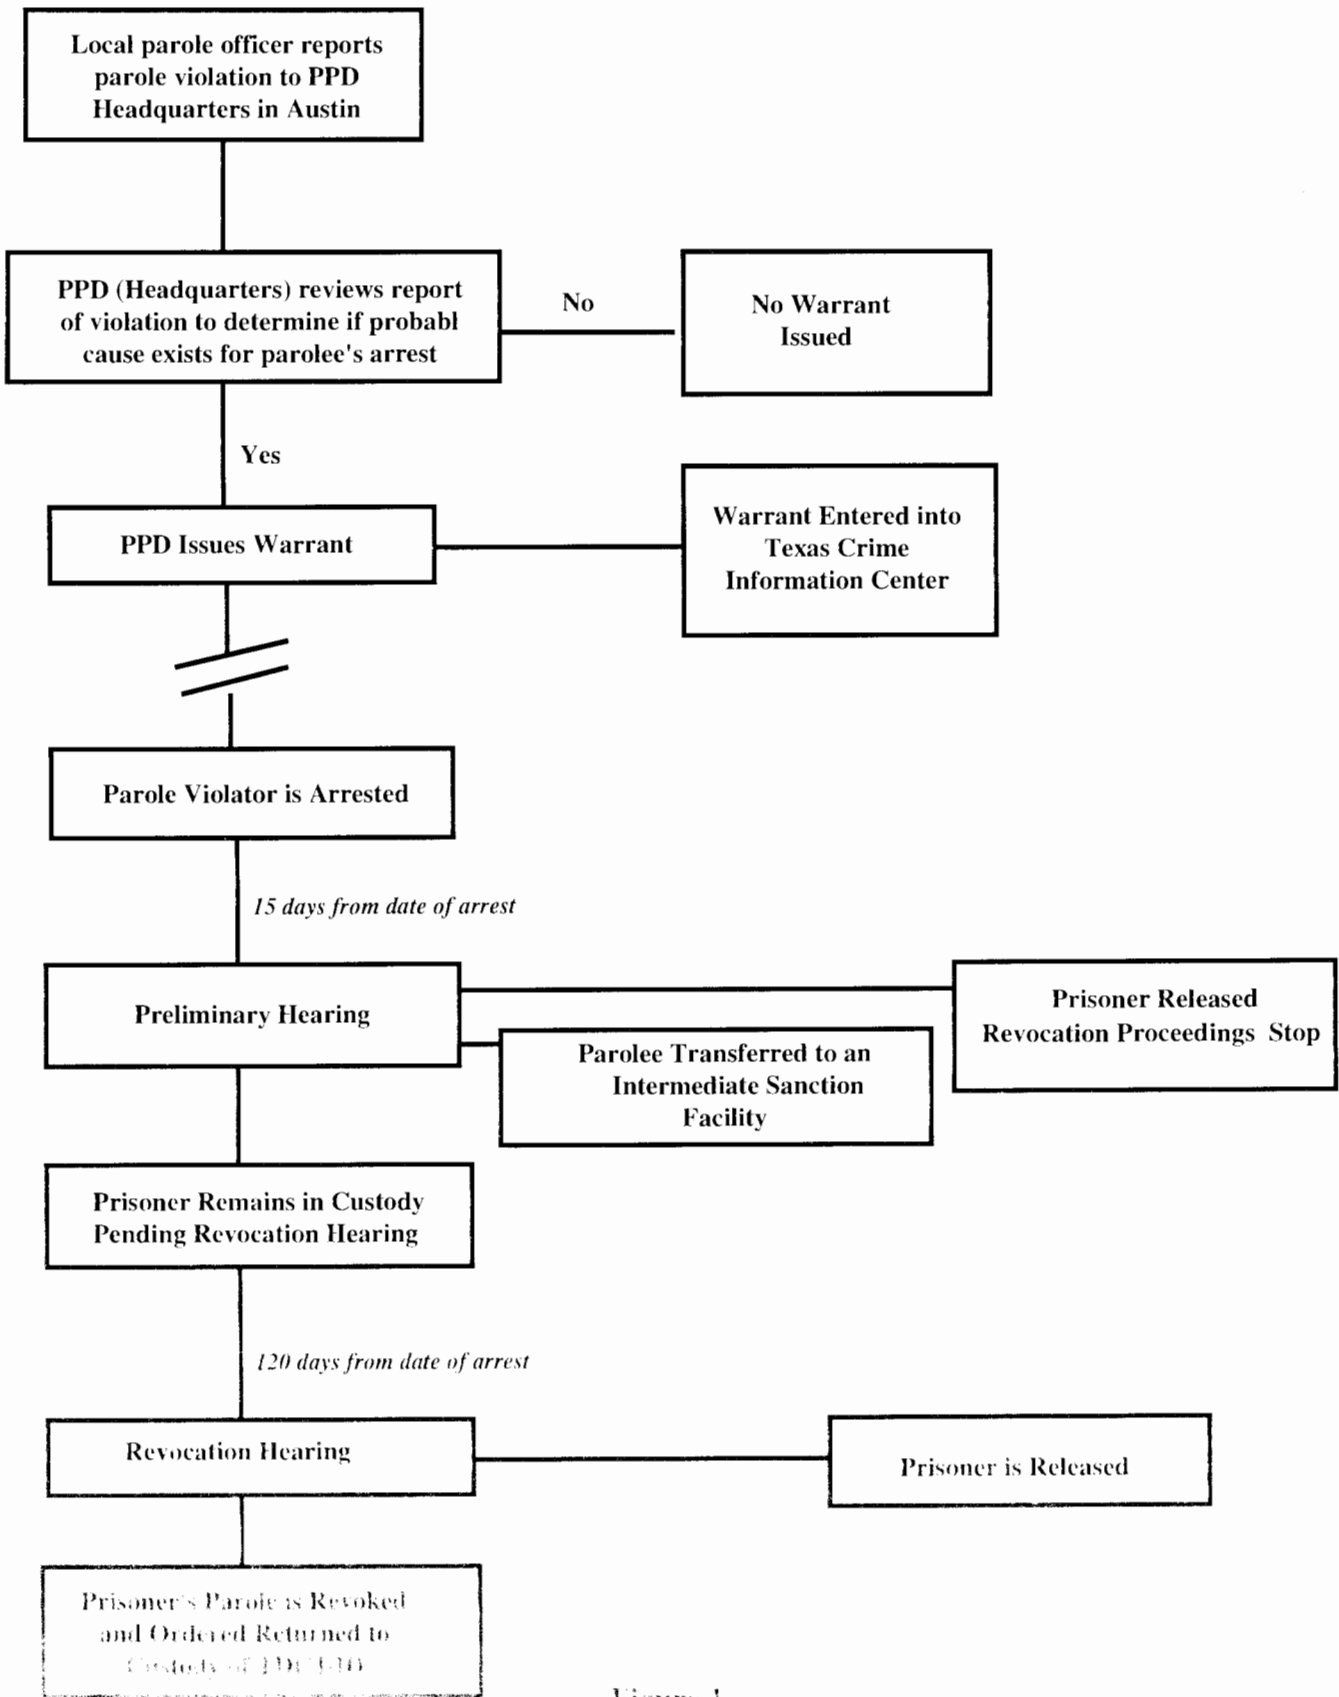 Local parole officer reports
parole violation to PPD
Headquarters in Austin
PPD (Headquarters) reviews report
of violation to determine if probabl
cause exists for parolee's arrest
No
No Warrant
Issued
Yes
PPD Issues Warrant
Warrant Entered into
Texas Crime
Information Center
Parole Violator is Arrested
15 days from date of arrest
Preliminary Hearing
Prisoner Released
Revocation Proceedings Stop
Parolee Transferred to an
Intermediate Sanction
Facility
Prisoner Remains in Custody
Pending Revocation Hearing
120 days from date of arrest
Revocation Hearing
Prisoner is Released
Prisoner's Parole is Revoked
and Ordered Returned to
Custody of